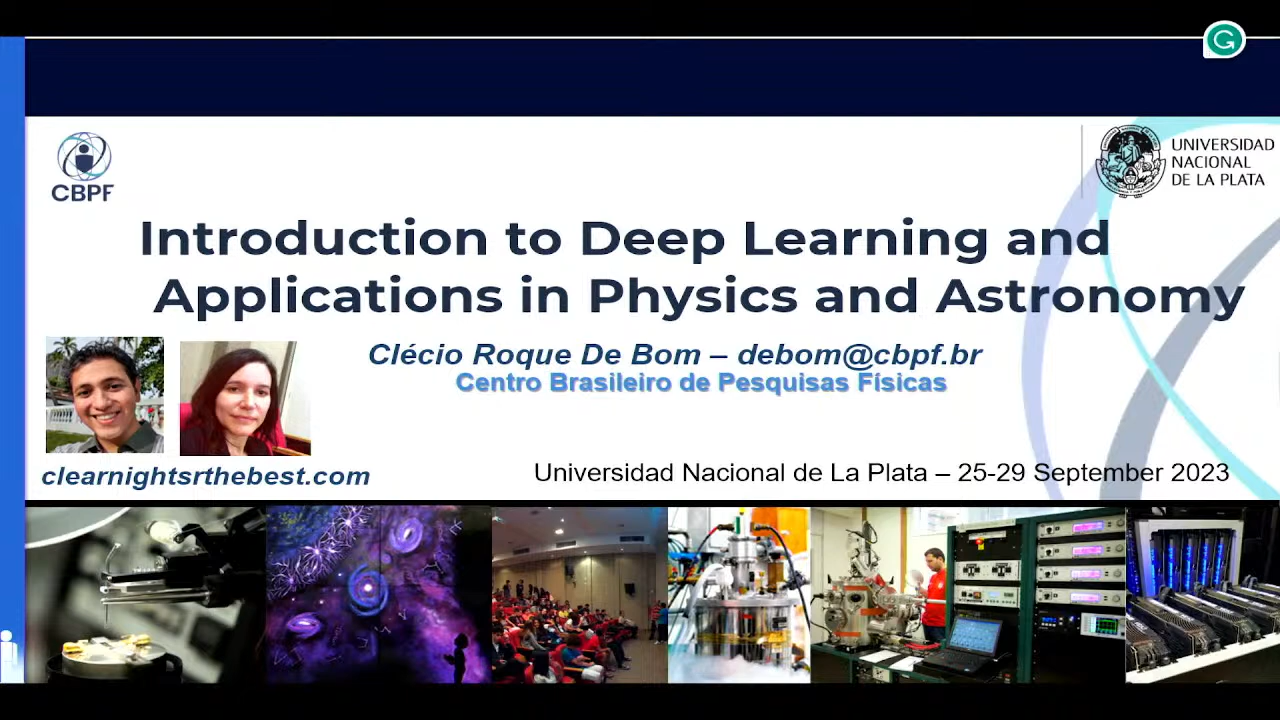 CBPF
UNIVERSIDAD
NACIONAL
DE LA PLATA
Introduction to Deep Learning and
Applications in Physics and Astronomy
Clécio Roque De Bom – debom@cbpf.br
Centro Brasileiro de Pesquisas Físicas
clearnightsrthebest.com
Universidad Nacional de La Plata – 25-29 September 2023